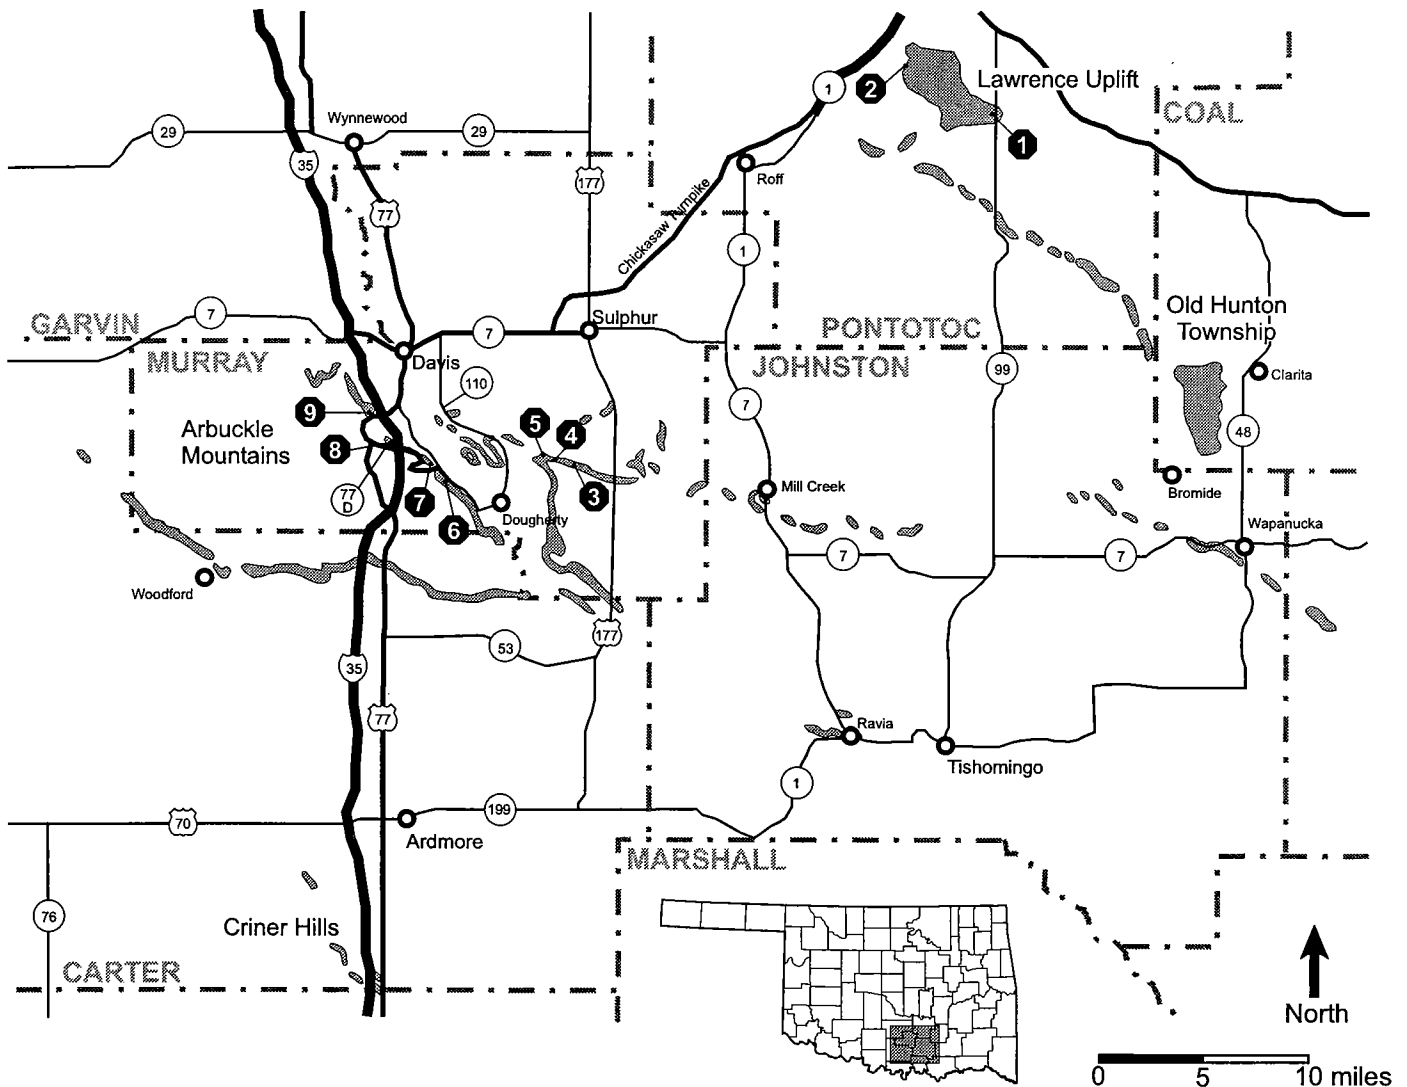 1
2
Lawrence Uplift
COAL
Wynnewood
29
29
1
35
177
Roff
77
Chickasaw Turnpike
1
Old Hunton
Township
GARVIN
7
Sulphur
PONTOTOC
7
MURRAY
Davis
JOHNSTON
99
Clarita
110
7
9
Arbuckle
Mountains
8
5
4
48
77
D
7
3
Mill Creek
Bromide
6
Dougherty
Wapanucka
7
7
Woodford
177
53
35
77
Ravia
Tishomingo
1
70
199
Ardmore
MARSHALL
76
Criner Hills
CARTER
North
0 5 10 miles